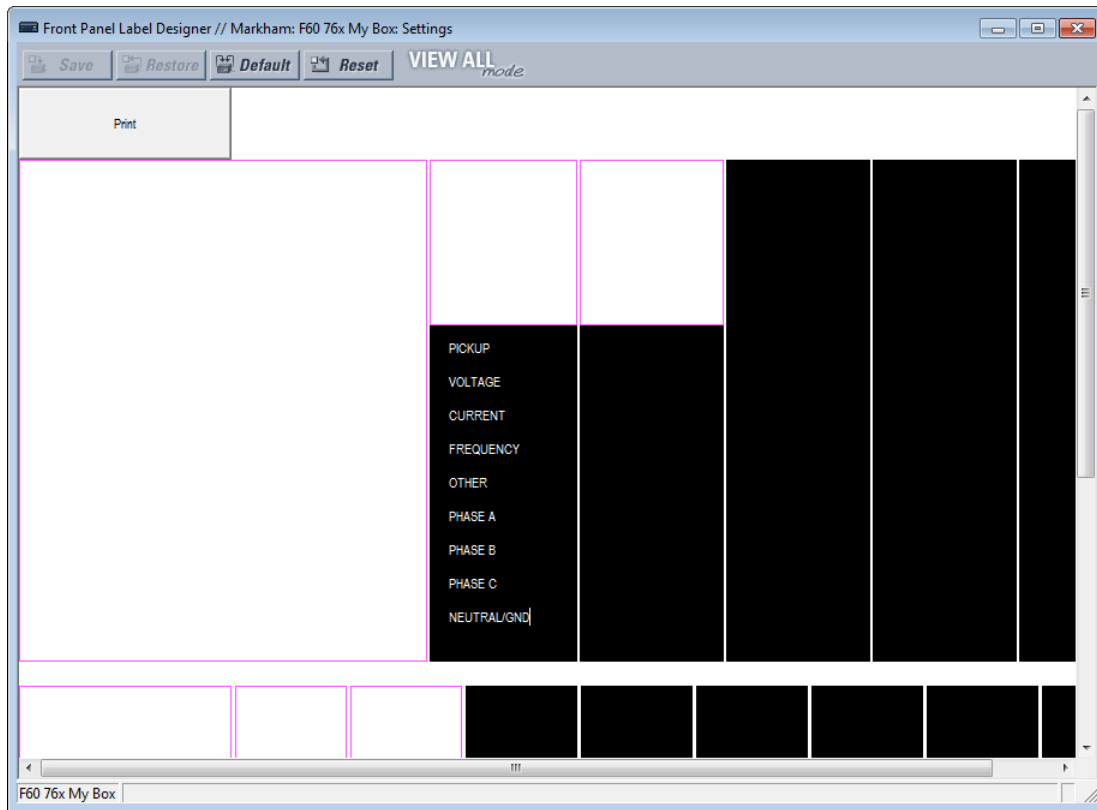 Front Panel Label Designer // Markham: F60 76x My Box: Settings
Save Restore Default Reset VIEW ALL mode
Print
PICKUP
VOLTAGE
CURRENT
FREQUENCY
OTHER
PHASE A
PHASE B
PHASE C
NEUTRAL/GND
F60 76x My Box